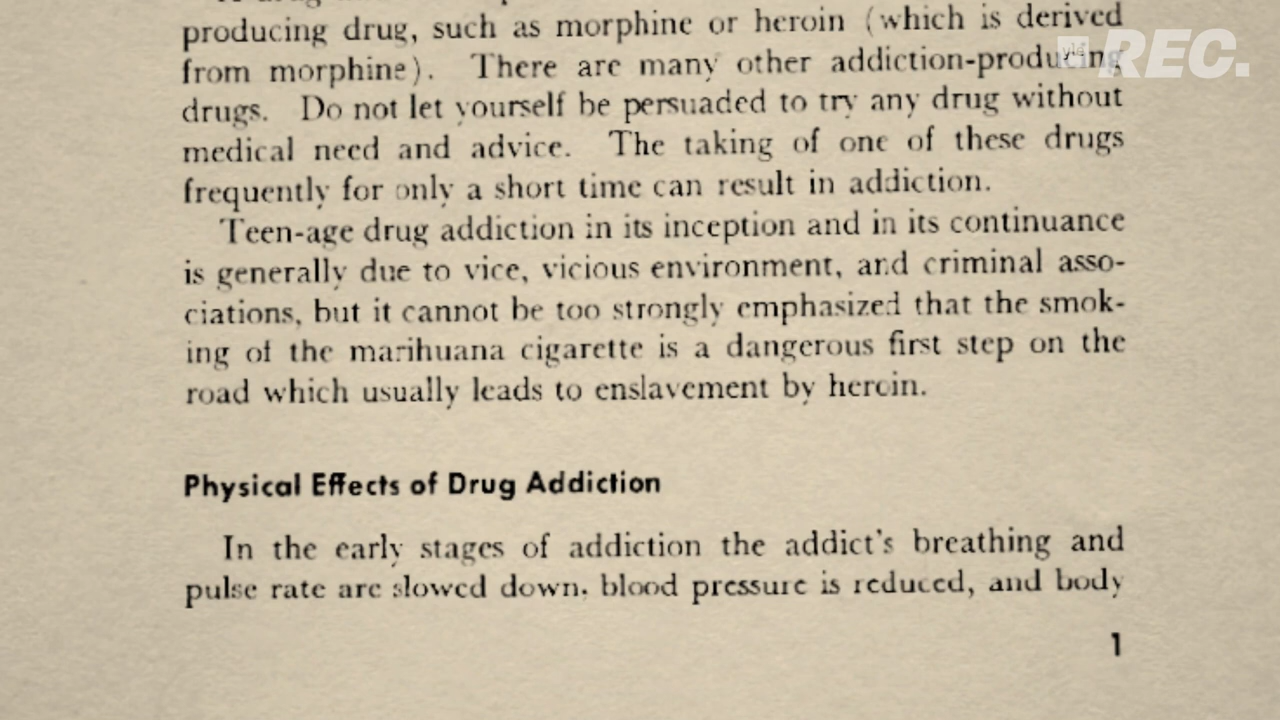 producing drug, such as morphine or heroin (which is derived
from morphine). There are many other addiction-producing
drugs. Do not let yourself be persuaded to try any drug without
medical need and advice. The taking of one of these drugs
frequently for only a short time can result in addiction.
Teen-age drug addiction in its inception and in its continuance
is generally due to vice, vicious environment, and criminal asso-
ciations, but it cannot be too strongly emphasized that the smok-
ing of the marihuana cigarette is a dangerous first step on the
road which usually leads to enslavement by heroin.
Physical Effects of Drug Addiction
In the early stages of addiction the addict's breathing and
pulse rate are slowed down, blood pressure is reduced, and body
1
yle REC.